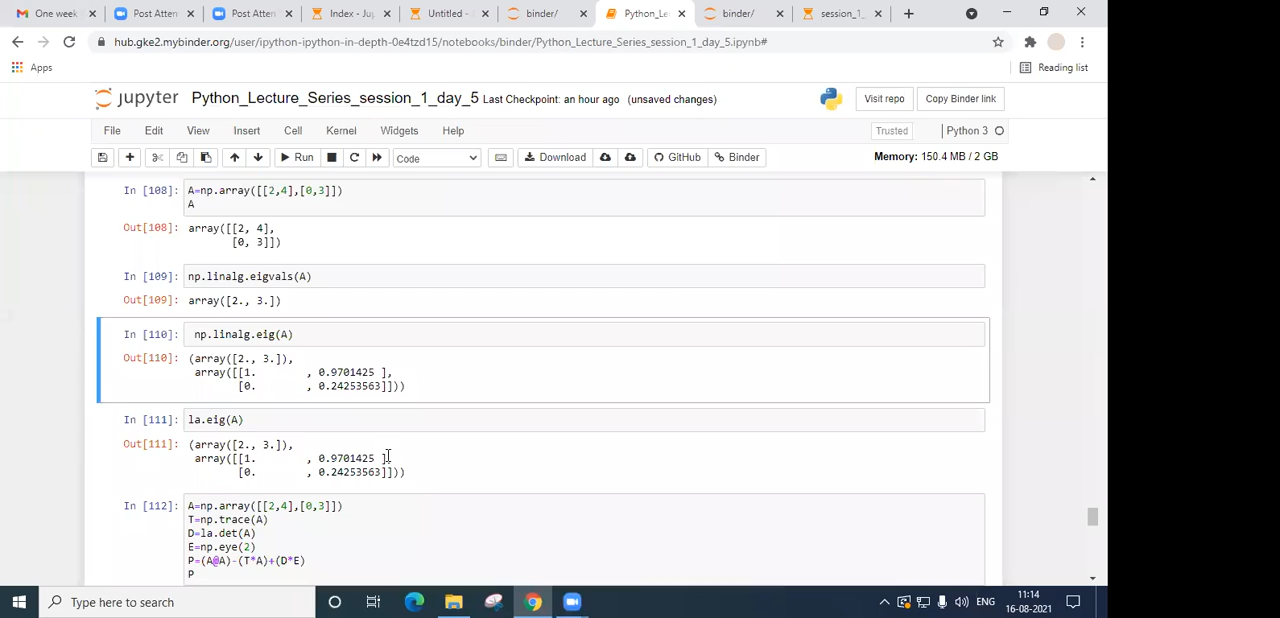 One week Post Atten Post Atten Index - Ju Untitled - binder/ Python_Le binder/ session_1_
hub.gke2.mybinder.org/user/ipython-ipython-in-depth-0e4tzd15/notebooks/binder/Python_Lecture_Series_session_1_day_5.ipynb#
Apps Reading list
jupyter Python_Lecture_Series_session_1_day_5 Last Checkpoint: an hour ago (unsaved changes) Visit repo Copy Binder link
File Edit View Insert Cell Kernel Widgets Help Trusted Python 3
Run Code Download GitHub Binder Memory: 150.4 MB / 2 GB
In [108]: A=np.array([[2,4],[0,3]])
A
Out[108]: array([[2, 4],
[0, 3]])
In [109]: np.linalg.eigvals(A)
Out[109]: array([2., 3.])
In [110]: np.linalg.eig(A)
Out[110]: (array([2., 3.]),
array([[1. , 0.9701425 ],
[0. , 0.24253563]]))
In [111]: la.eig(A)
Out[111]: (array([2., 3.]),
array([[1. , 0.9701425 ],
[0. , 0.24253563]]))
In [112]: A=np.array([[2,4],[0,3]])
T=np.trace(A)
D=la.det(A)
E=np.eye(2)
P=(A@A)-(T*A)+(D*E)
P
Type here to search ENG 11:14
16-08-2021